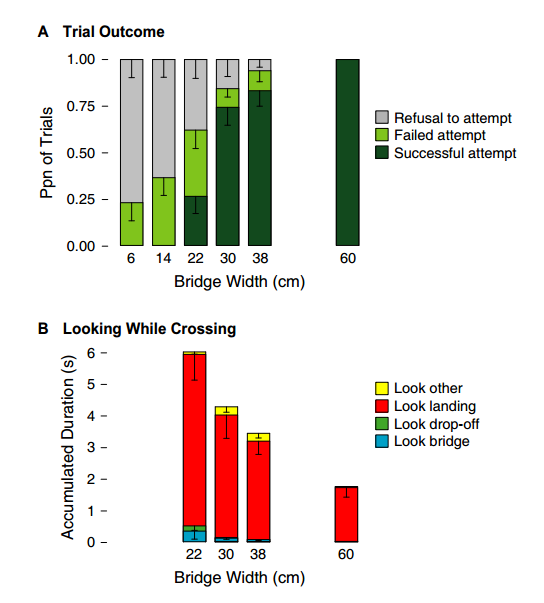 A Trial Outcome
Ppn of Trials
1.00
0.75
0.50
0.25
0.00
6 14 22 30 38 60
Bridge Width (cm)
Refusal to attempt
Failed attempt
Successful attempt
B Looking While Crossing
Accumulated Duration (s)
6
5
4
3
2
1
0
22 30 38 60
Bridge Width (cm)
Look other
Look landing
Look drop-off
Look bridge